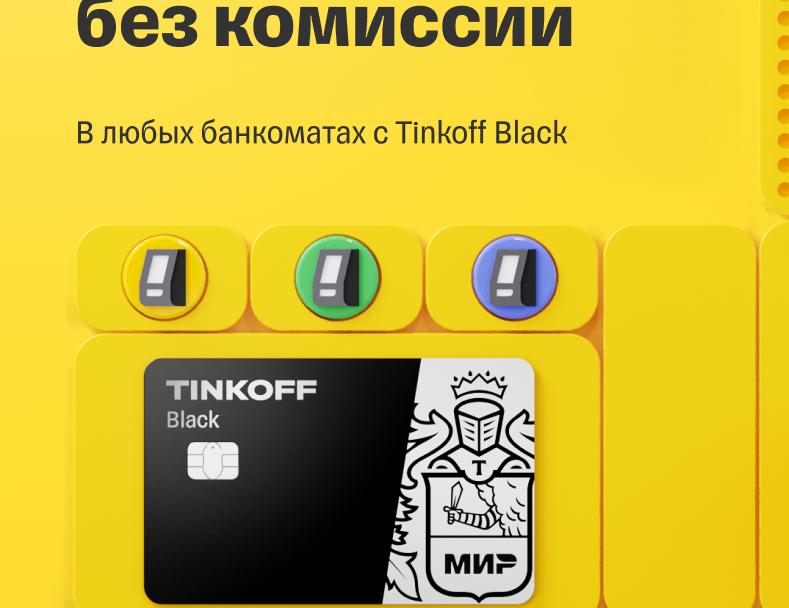 без комиссии
В любых банкоматах с Tinkoff Black
TINKOFF
Black
T
МИР